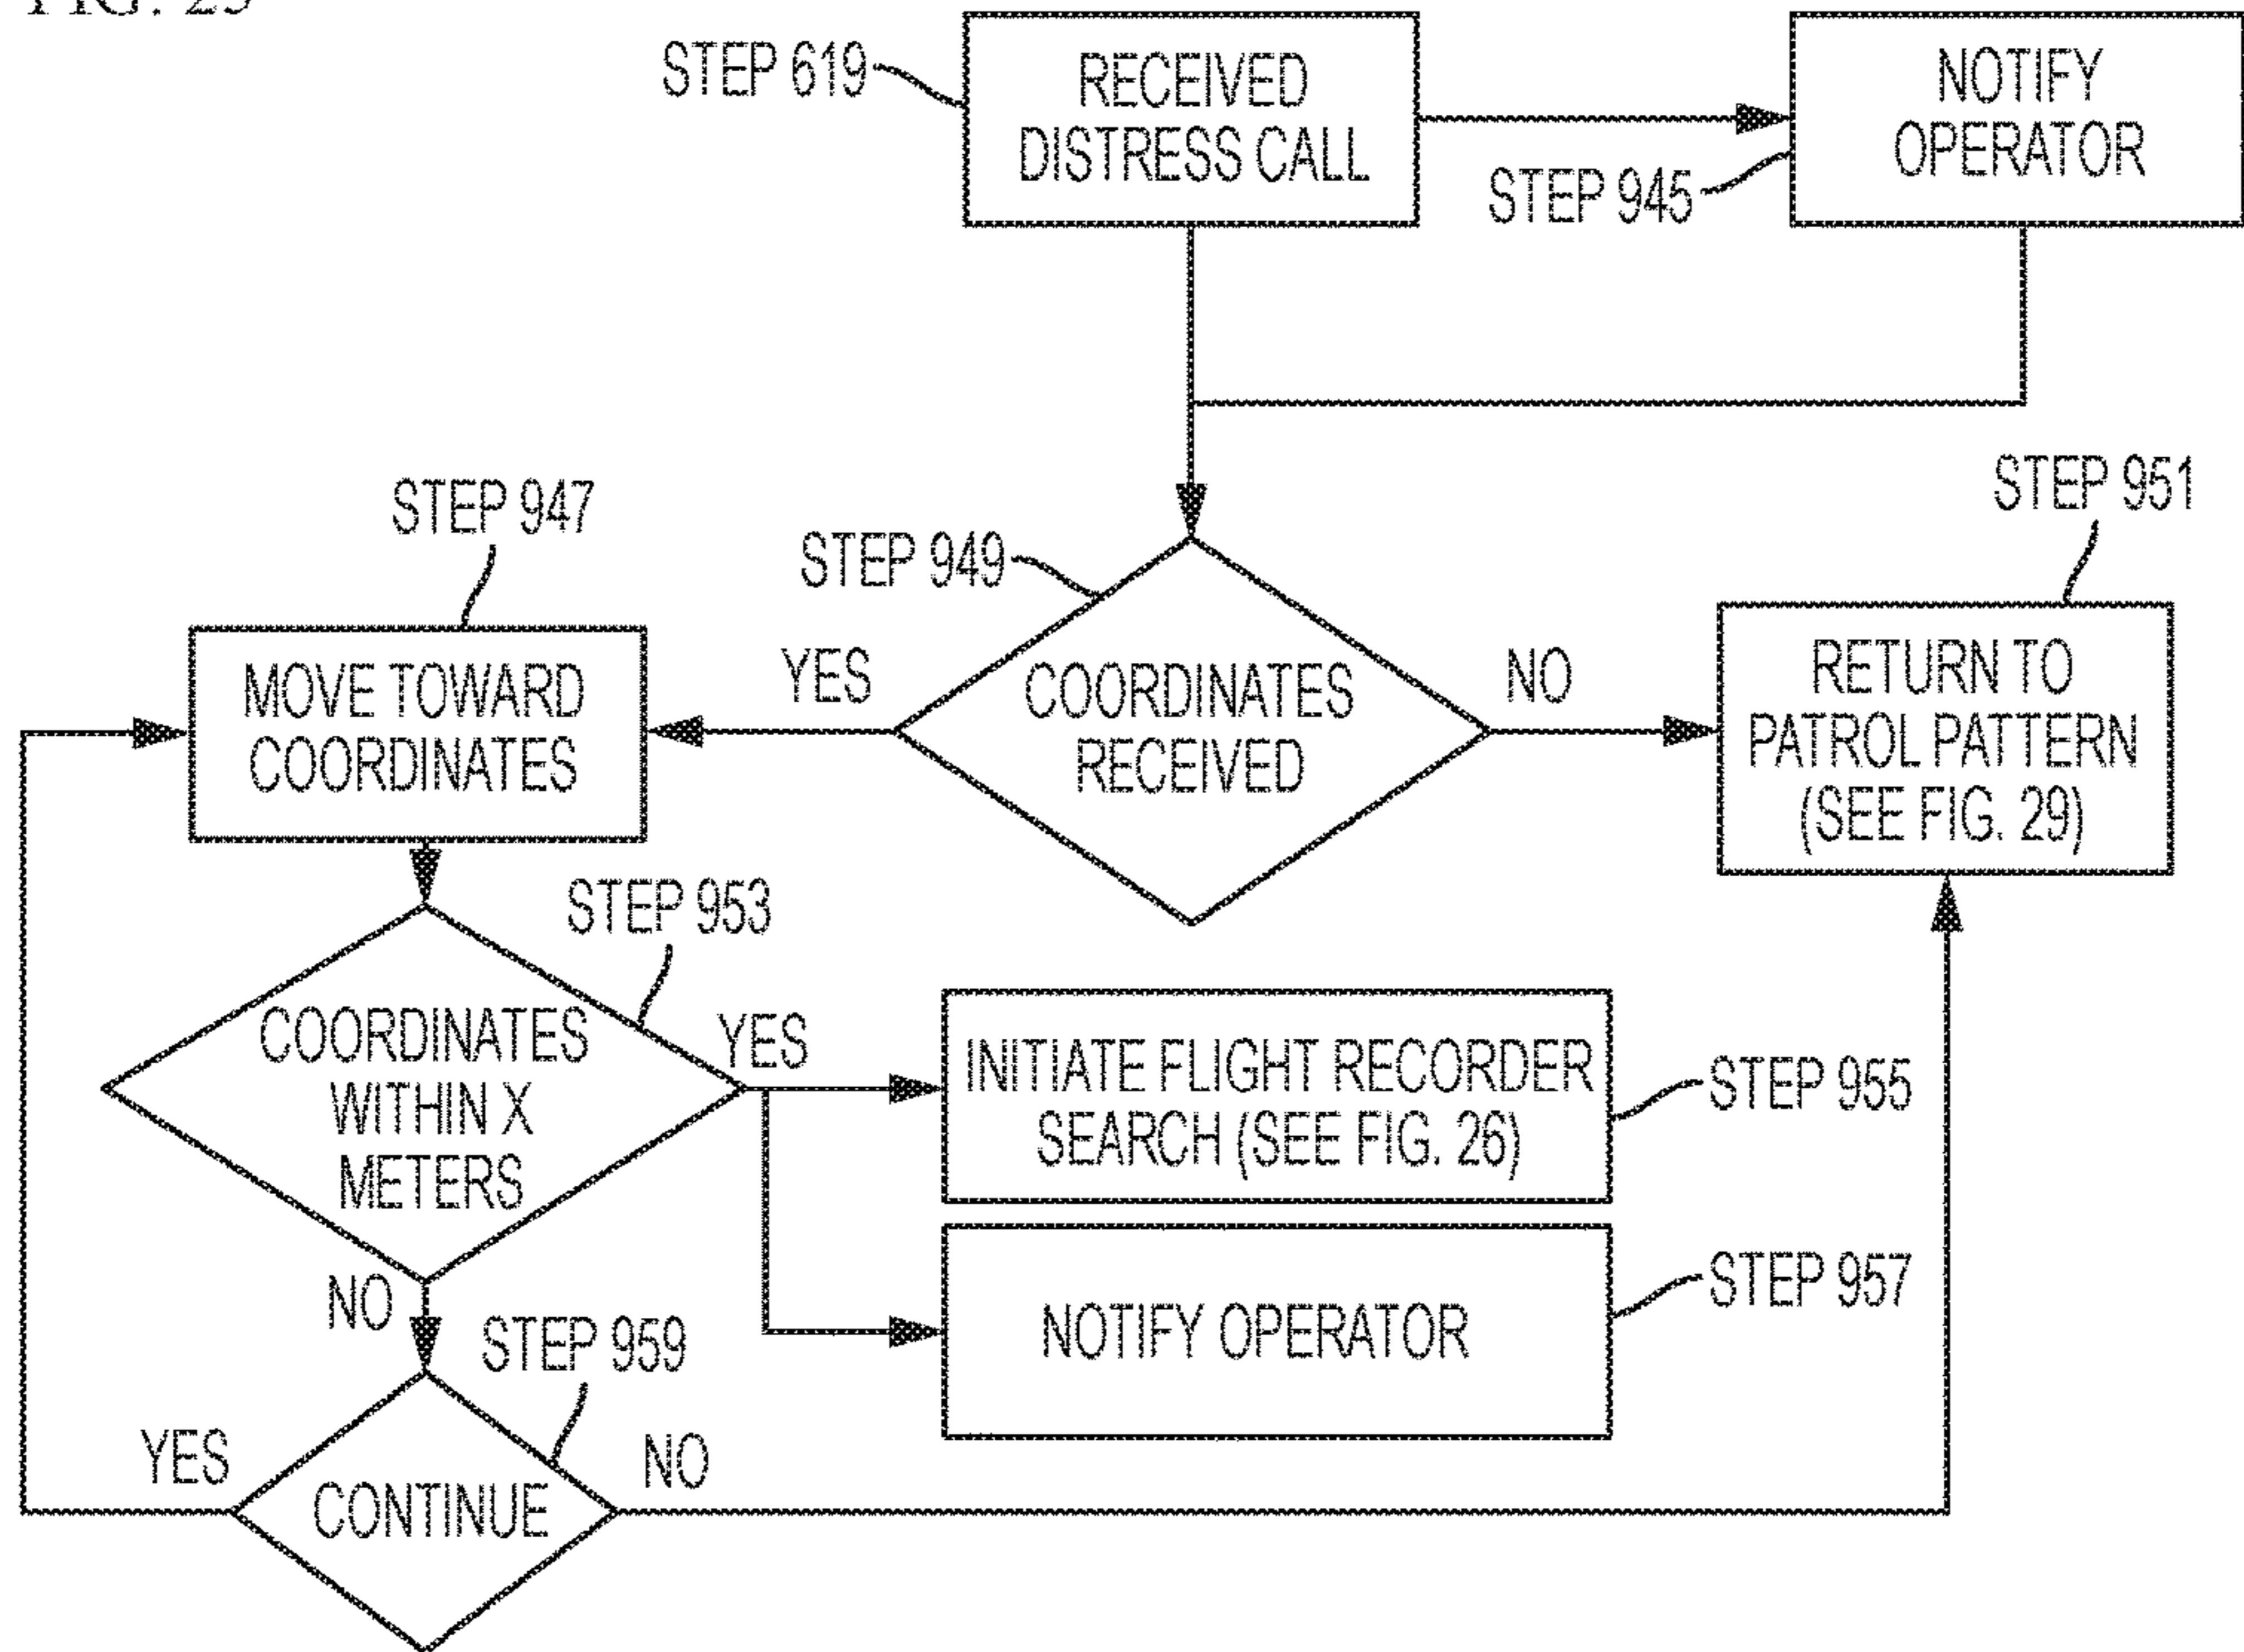 STEP 619
RECEIVED
DISTRESS CALL
NOTIFY
OPERATOR
STEP 945
STEP 947
STEP 949
STEP 951
MOVE TOWARD
COORDINATES
YES
COORDINATES
RECEIVED
NO
RETURN TO
PATROL PATTERN
(SEE FIG. 29)
STEP 953
COORDINATES
WITHIN X
METERS
YES
INITIATE FLIGHT RECORDER
SEARCH (SEE FIG. 26)
STEP 955
NO
NOTIFY OPERATOR
STEP 957
STEP 959
YES
CONTINUE
NO